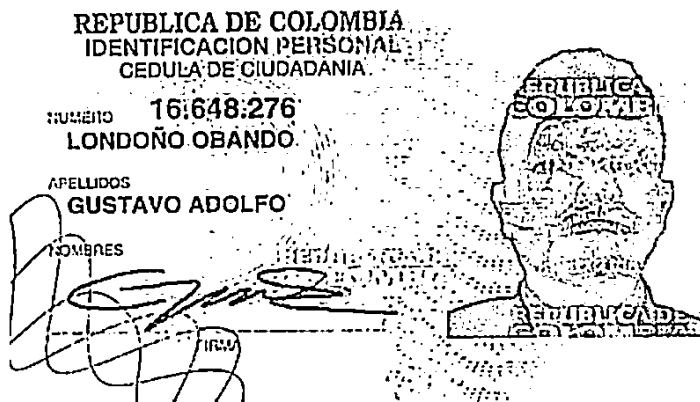 REPUBLICA DE COLOMBIA
IDENTIFICACION PERSONAL
CEDULA DE CIUDADANIA
NUMERO 16.648.276
LONDOÑO OBANDO
APELLIDOS
GUSTAVO ADOLFO
NOMBRES
FIRMA
REPUBLICA
COLOMBIA
REPUBLICA DE